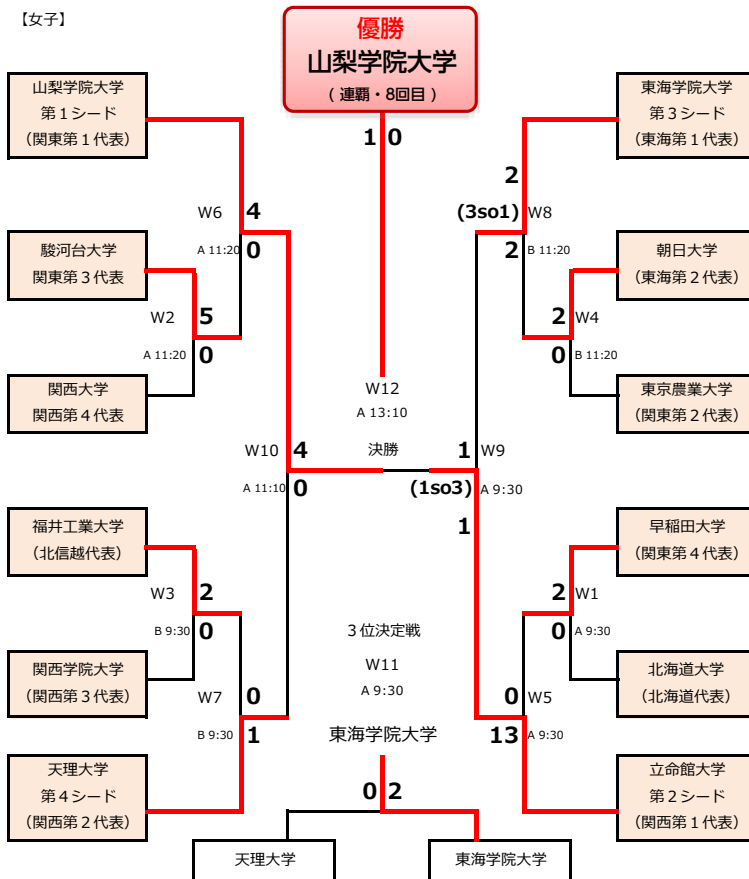 【女子】
優勝
山梨学院大学
（ 連覇・8回目 ）
1 0
山梨学院大学
第１シード
(関東第１代表)
W6
4
A 11:20
0
駿河台大学
関東第３代表
W2
5
A 11:20
0
関西大学
関西第４代表
W10
4
A 11:10
0
福井工業大学
（北信越代表）
W3
2
B 9:30
0
関西学院大学
(関西第３代表)
W7
0
B 9:30
1
天理大学
第４シード
(関西第２代表)
W12
A 13:10
決勝
３位決定戦
W11
A 9:30
東海学院大学
0 2
天理大学
東海学院大学
東海学院大学
第３シード
(東海第１代表)
2
(3so1)
W8
2
B 11:20
朝日大学
(東海第２代表)
2
W4
0
B 11:20
東京農業大学
(関東第２代表)
1
W9
(1so3)
A 9:30
1
早稲田大学
(関東第４代表)
2
W1
0
A 9:30
北海道大学
(北海道代表)
0
W5
13
A 9:30
立命館大学
第２シード
(関西第１代表)